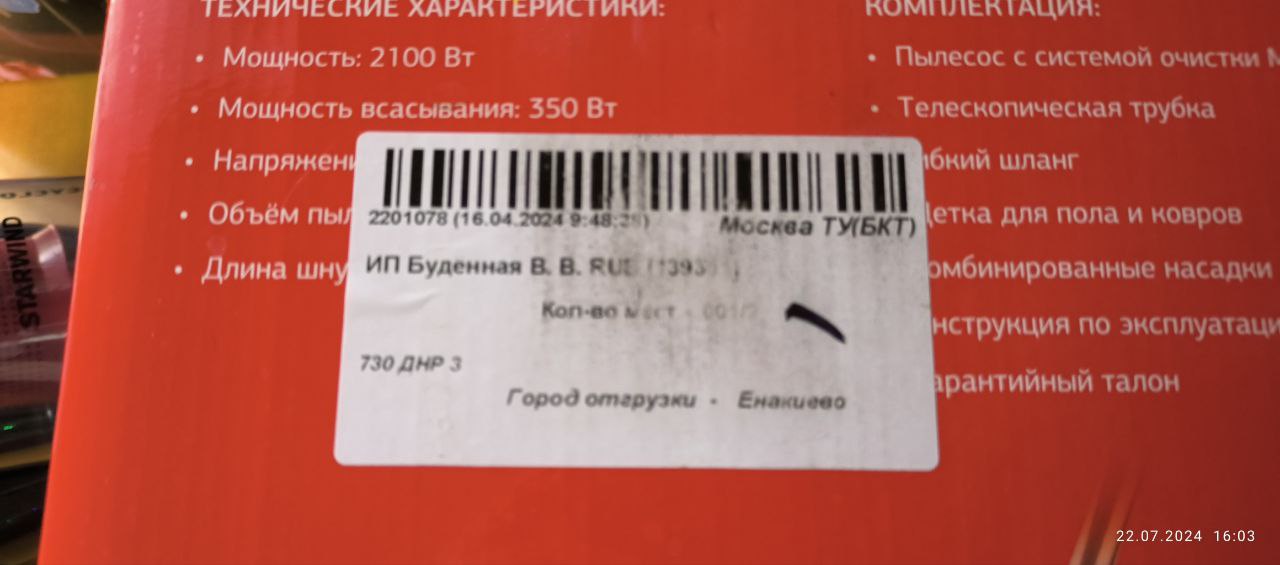 ТЕХНИЧЕСКИЕ ХАРАКТЕРИСТИКИ:
• Мощность: 2100 Вт
• Мощность всасывания: 350 Вт
• Напряжени
• Объём пыл
• Длина шну
КОМПЛЕКТАЦИЯ:
• Пылесос с системой очистки
• Телескопическая трубка
ибкий шланг
етка для пола и ковров
омбинированные насадки
нструкция по эксплуатаци
арантийный талон
2201078 (16.04.2024 9:48:
Москва ТУ(БКТ)
ИП Буденная В. В.
Кол-во мест - 001/2
730 ДНР 3
Город отгрузки - Енакиево
STARWIND
22.07.2024 16:03